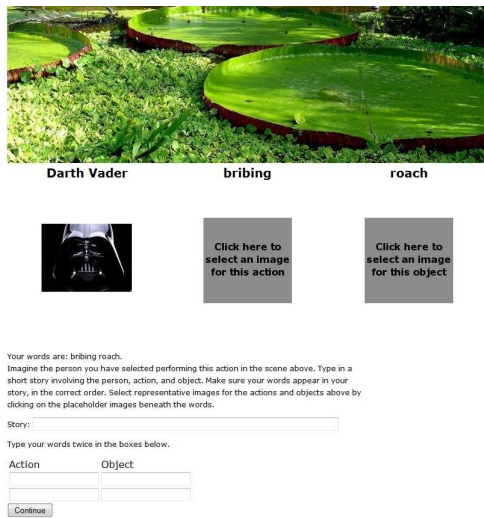 Darth Vader bribing roach
Click here to select an image for this action
Click here to select an image for this object
Your words are: bribing roach.
Imagine the person you have selected performing this action in the scene above. Type in a
short story involving the person, action, and object. Make sure your words appear in your
story, in the correct order. Select representative images for the actions and objects above by
clicking on the placeholder images beneath the words.
Story:
Type your words twice in the boxes below.
Action Object
Continue